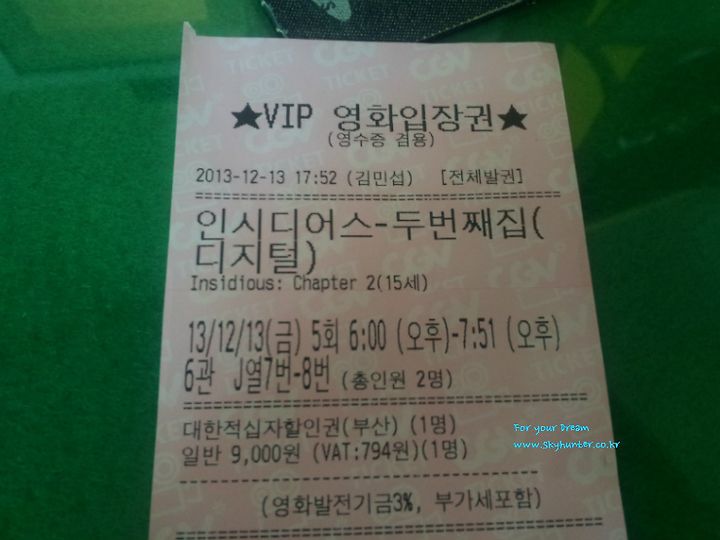 ★VIP 영화입장권★
(영수증 겸용)
2013-12-13 17:52 (김민섭) [전체발권]
인시디어스-두번째집(
디지털)
Insidious: Chapter 2(15세)
13/12/13(금) 5회 6:00 (오후)-7:51 (오후)
6관 J열7번-8번 (총인원 2명)
대한적십자할인권(부산) (1명)
일반 9,000원 (VAT:794원)(1명)
(영화발전기금3%, 부가세포함)
For your Dream
www.skyhunter.co.kr
CGV
TICKET